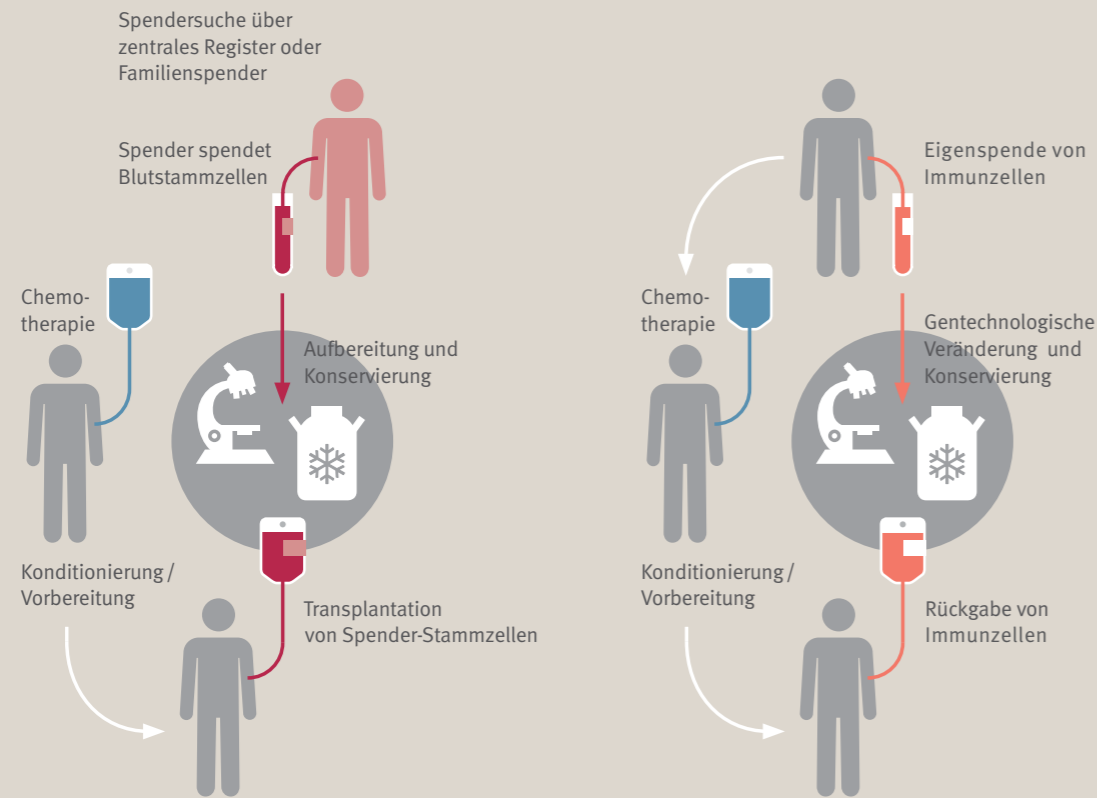 Spendersuche über
zentrales Register oder
Familienspender
Spender spendet
Blutstammzellen
Chemo-
therapie
Aufbereitung und
Konservierung
Konditionierung /
Vorbereitung
Transplantation
von Spender-Stammzellen
Eigenspende von
Immunzellen
Chemo-
therapie
Gentechnologische
Veränderung und
Konservierung
Konditionierung /
Vorbereitung
Rückgabe von
Immunzellen